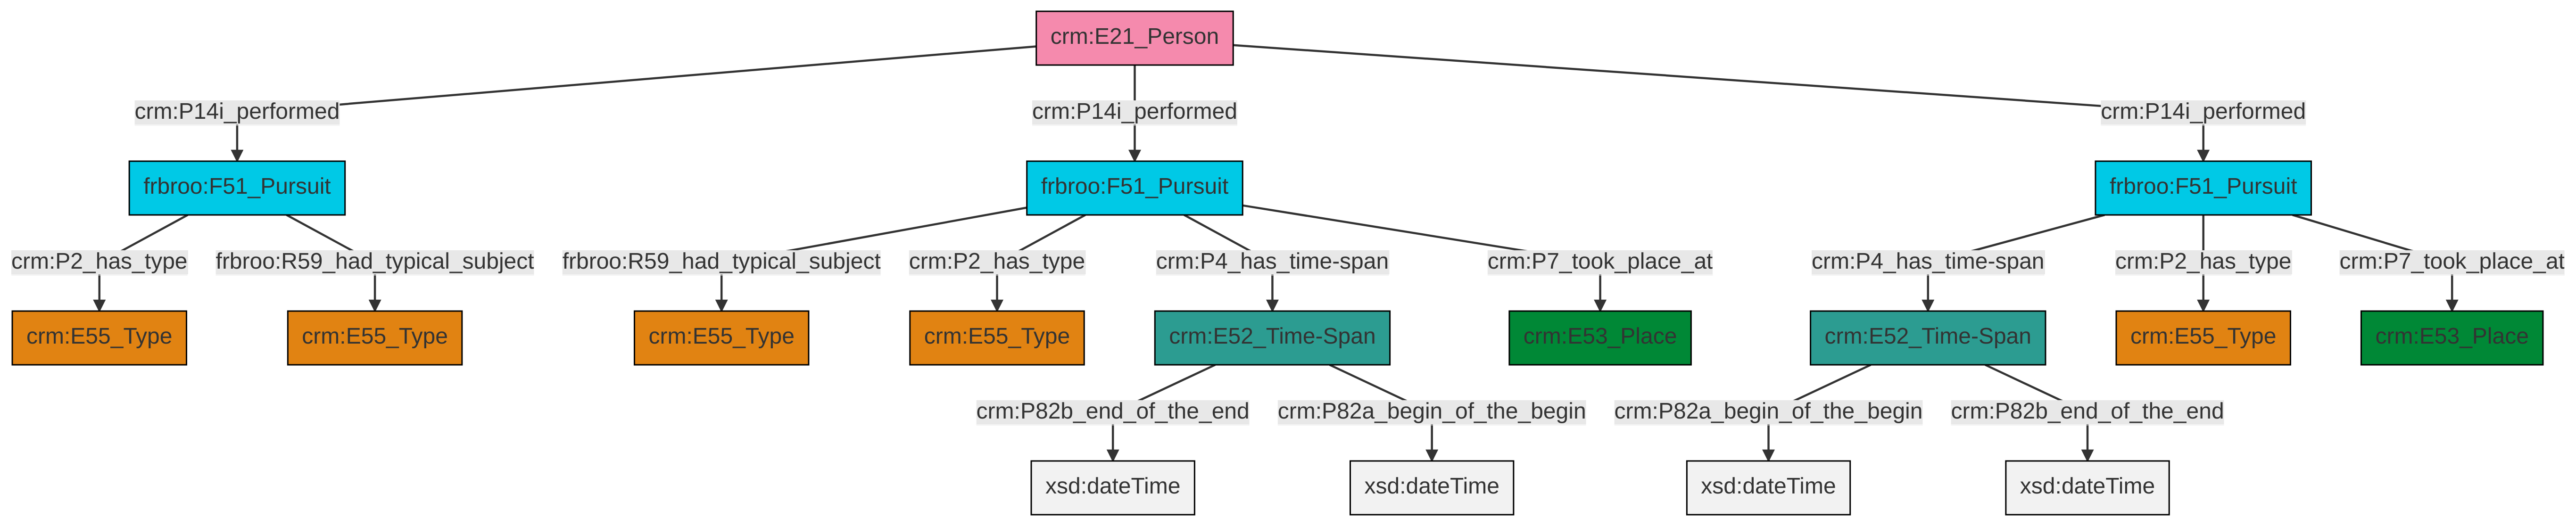 crm:E21_Person
crm:P14i_performed
crm:P14i_performed
crm:P14i_performed
frbroo:F51_Pursuit
frbroo:F51_Pursuit
frbroo:F51_Pursuit
crm:P2_has_type
frbroo:R59_had_typical_subject
frbroo:R59_had_typical_subject
crm:P2_has_type
crm:P4_has_time-span
crm:P7_took_place_at
crm:P4_has_time-span
crm:P2_has_type
crm:P7_took_place_at
crm:E55_Type
crm:E55_Type
crm:E55_Type
crm:E55_Type
crm:E52_Time-Span
crm:E53_Place
crm:E52_Time-Span
crm:E55_Type
crm:E53_Place
crm:P82b_end_of_the_end
crm:P82a_begin_of_the_begin
crm:P82a_begin_of_the_begin
crm:P82b_end_of_the_end
xsd:dateTime
xsd:dateTime
xsd:dateTime
xsd:dateTime